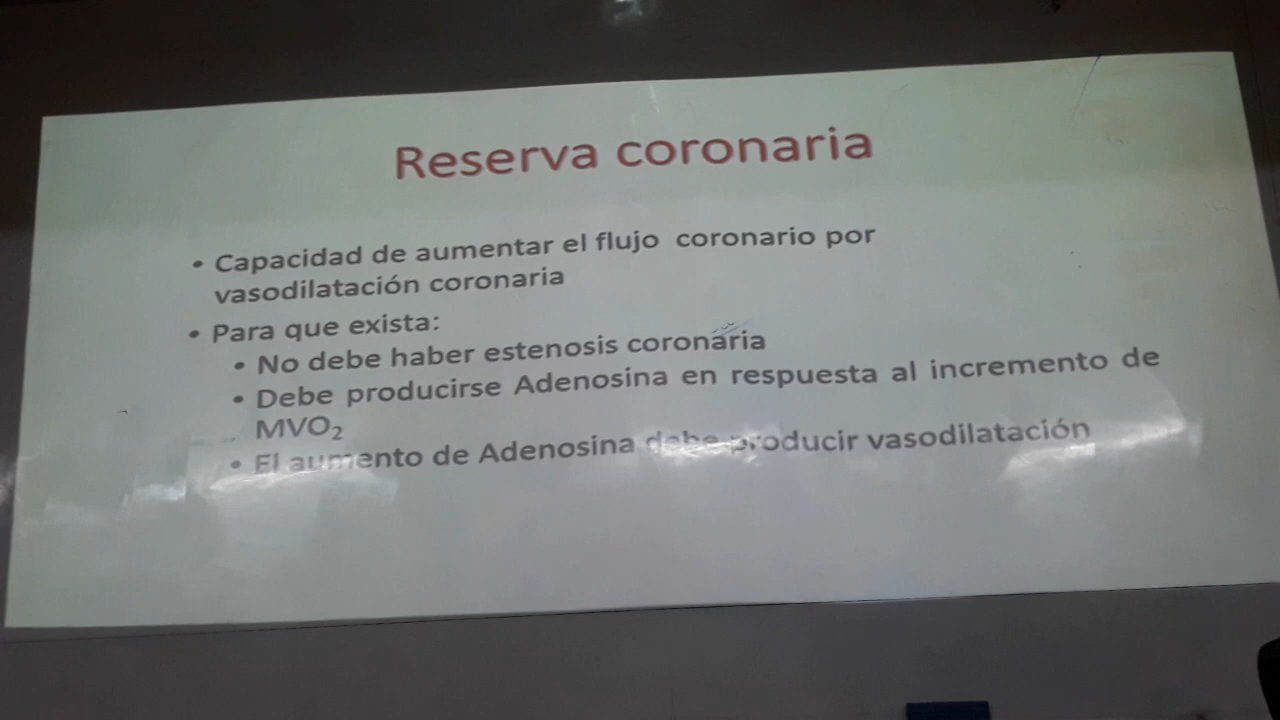 Reserva coronaria
• Capacidad de aumentar el flujo coronario por
vasodilatación coronaria
• Para que exista:
• No debe haber estenosis coronaria
• Debe producirse Adenosina en respuesta al incremento de
MVO₂
• El aumento de Adenosina debe producir vasodilatación